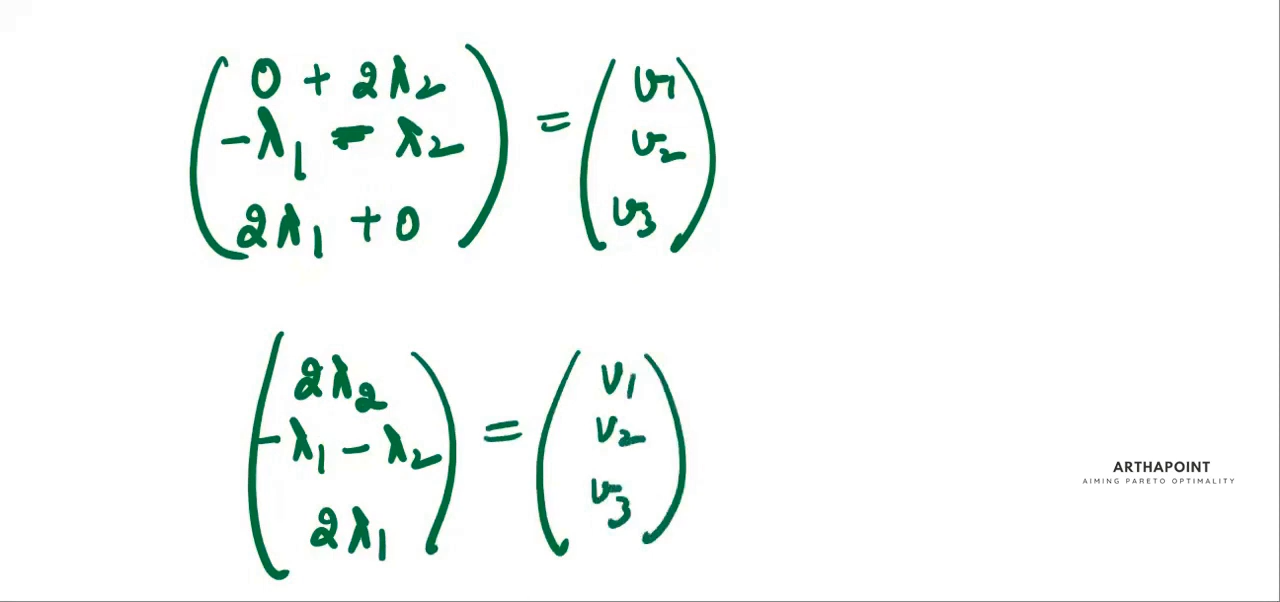 0 + 2λ2 = v1
-λ1 - λ2 v2
2λ1 + 0 v3
2λ2 v1
-λ1 - λ2 = v2
2λ1 v3
ARTHAPOINT
AIMING PARETO OPTIMALITY